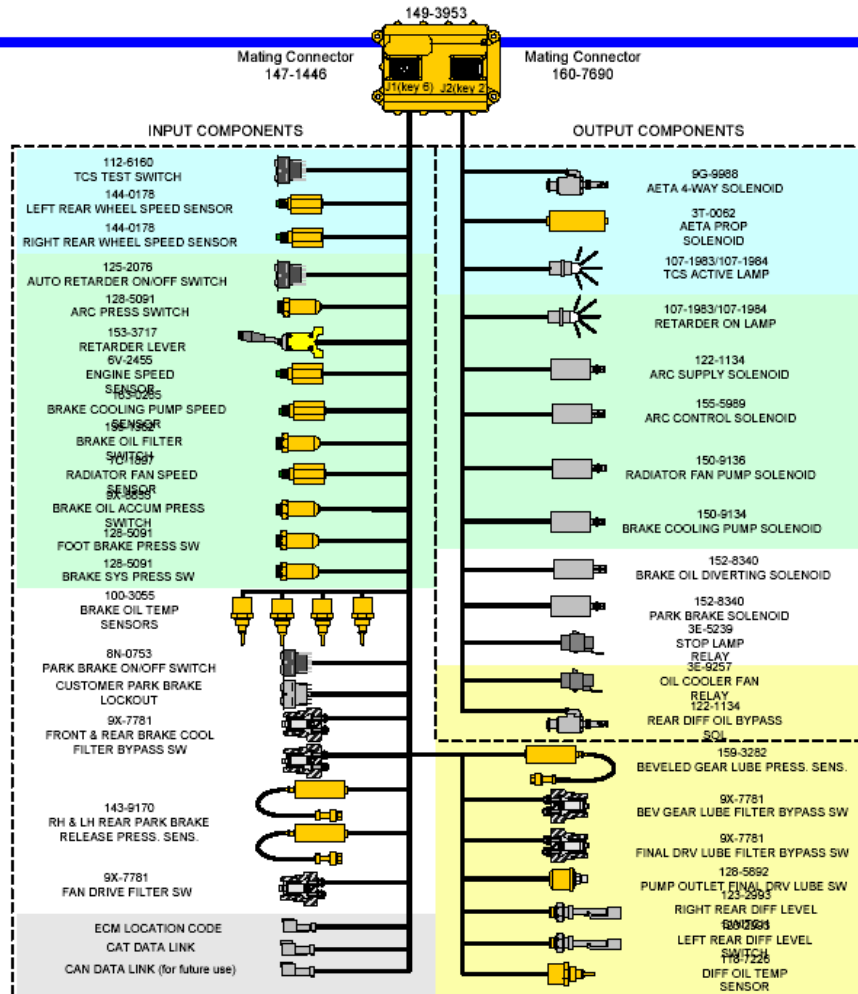 149-3953
Mating Connector
147-1446
Mating Connector
160-7690
J1(key 6) J2(key 2
INPUT COMPONENTS
112-6160
TCS TEST SWITCH
144-0178
LEFT REAR WHEEL SPEED SENSOR
144-0178
RIGHT REAR WHEEL SPEED SENSOR
125-2076
AUTO RETARDER ON/OFF SWITCH
128-5091
ARC PRESS SWITCH
153-3717
RETARDER LEVER
6V-2455
ENGINE SPEED
SENSOR
BRAKE COOLING PUMP SPEED
SENSOR
BRAKE OIL FILTER
SWITCH
RADIATOR FAN SPEED
SENSOR
BRAKE OIL ACCUM PRESS
SWITCH
128-5091
FOOT BRAKE PRESS SW
128-5091
BRAKE SYS PRESS SW
100-3055
BRAKE OIL TEMP
SENSORS
8N-0753
PARK BRAKE ON/OFF SWITCH
CUSTOMER PARK BRAKE
LOCKOUT
9X-7781
FRONT & REAR BRAKE COOL
FILTER BYPASS SW
143-9170
RH & LH REAR PARK BRAKE
RELEASE PRESS. SENS.
9X-7781
FAN DRIVE FILTER SW
ECM LOCATION CODE
CAT DATA LINK
CAN DATA LINK (for future use)
OUTPUT COMPONENTS
9G-9988
AETA 4-WAY SOLENOID
3T-0062
AETA PROP
SOLENOID
107-1983/107-1984
TCS ACTIVE LAMP
107-1983/107-1984
RETARDER ON LAMP
122-1134
ARC SUPPLY SOLENOID
155-5989
ARC CONTROL SOLENOID
150-9136
RADIATOR FAN PUMP SOLENOID
150-9134
BRAKE COOLING PUMP SOLENOID
152-8340
BRAKE OIL DIVERTING SOLENOID
152-8340
PARK BRAKE SOLENOID
3E-5239
STOP LAMP
RELAY
3E-9257
OIL COOLER FAN
RELAY
122-1134
REAR DIFF OIL BYPASS
SOL
159-3282
BEVELED GEAR LUBE PRESS. SENS.
9X-7781
BEV GEAR LUBE FILTER BYPASS SW
9X-7781
FINAL DRV LUBE FILTER BYPASS SW
128-5892
PUMP OUTLET FINAL DRV LUBE SW
123-2993
RIGHT REAR DIFF LEVEL
SWITCH
LEFT REAR DIFF LEVEL
SWITCH
DIFF OIL TEMP
SENSOR